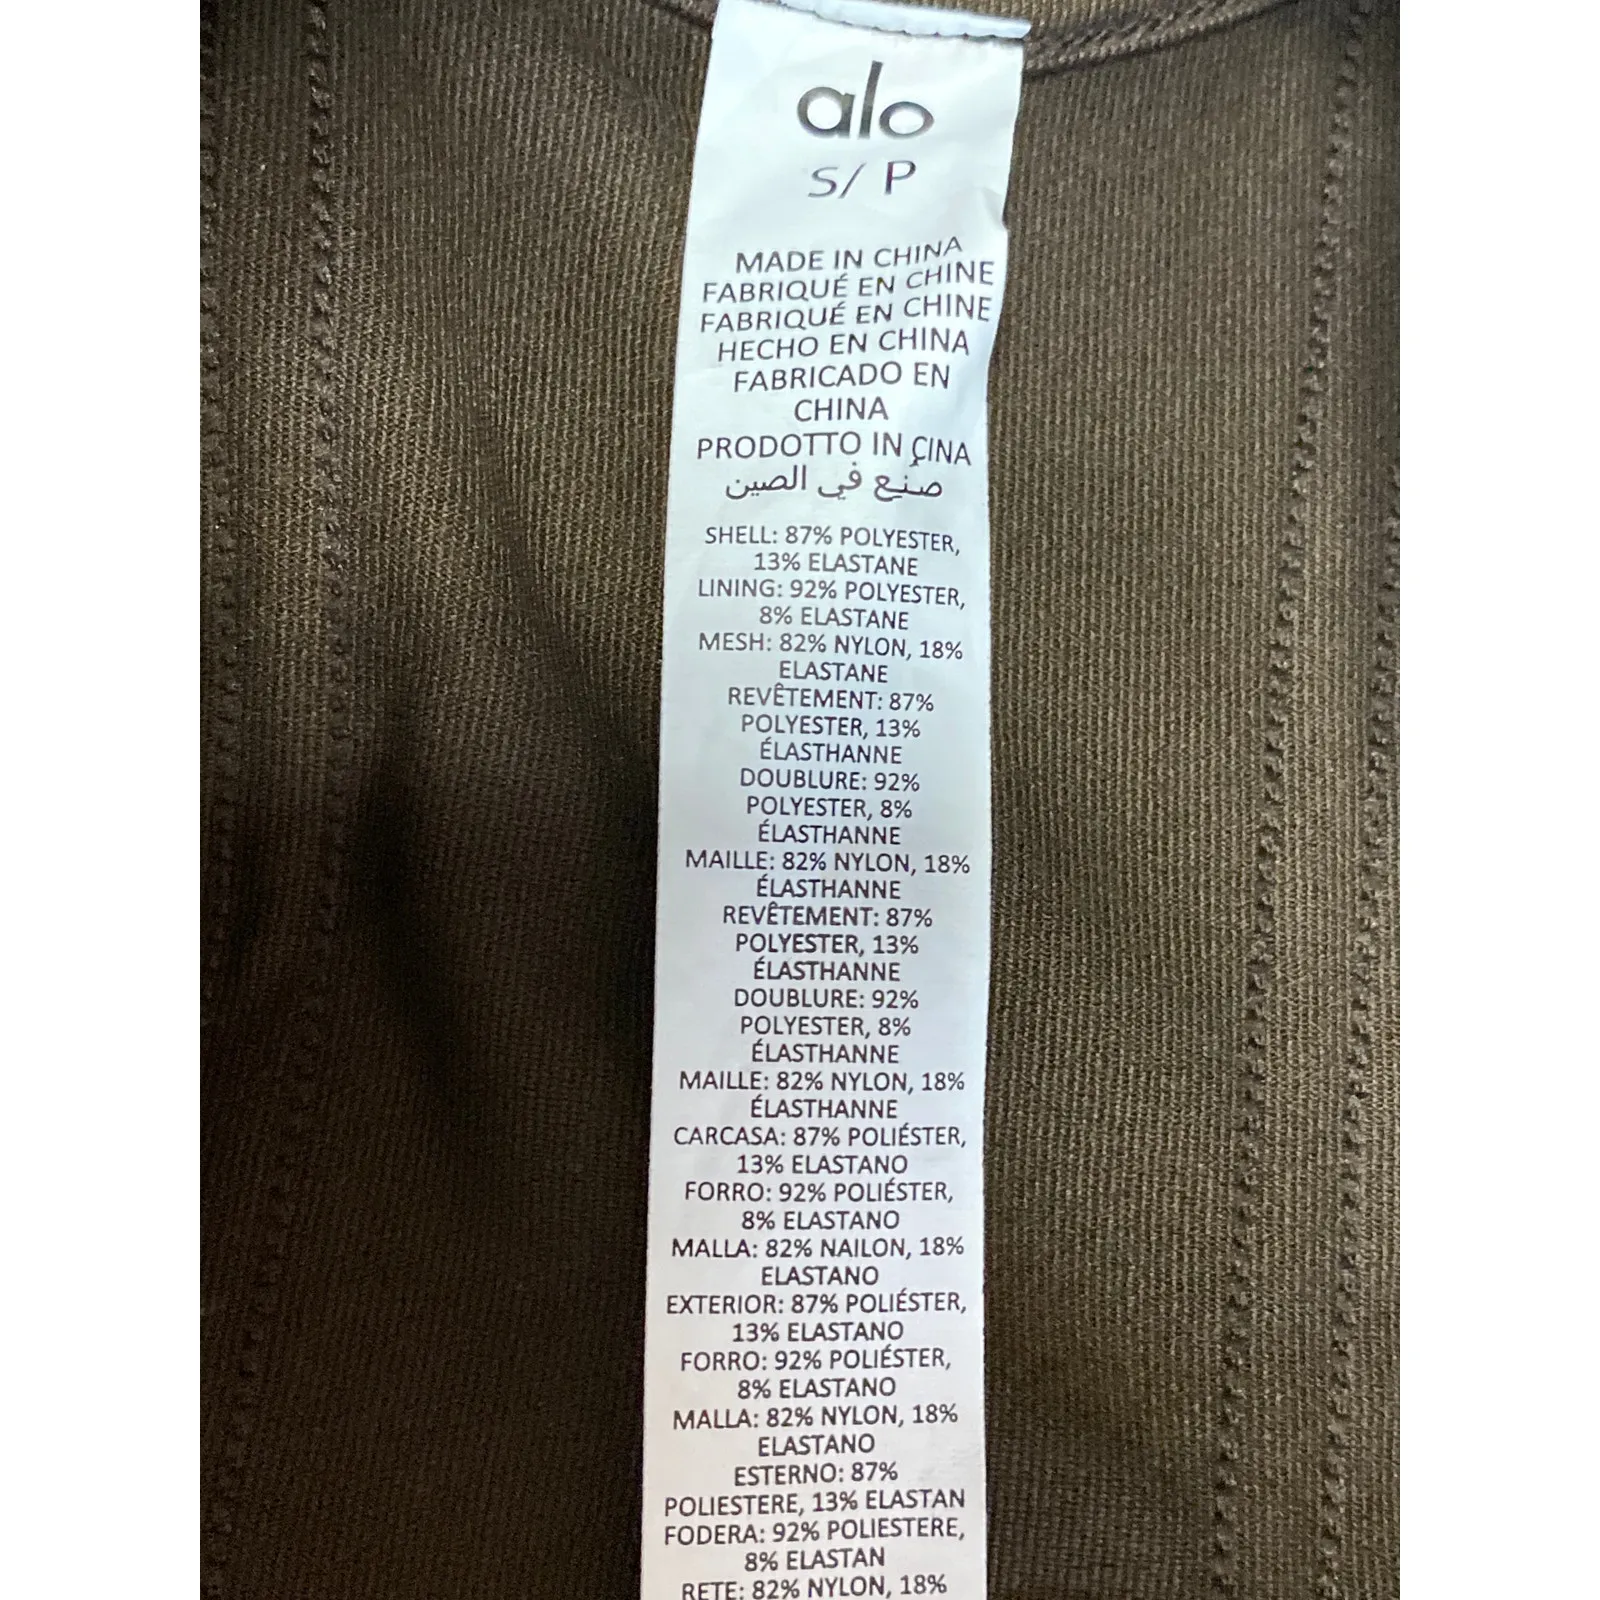 alo
S/ P
MADE IN CHINA
FABRIQUÉ EN CHINE
FABRIQUÉ EN CHINE
HECHO EN CHINA
FABRICADO EN
CHINA
PRODOTTO IN ÇINA
صنع في الصين
SHELL: 87% POLYESTER,
13% ELASTANE
LINING: 92% POLYESTER,
8% ELASTANE
MESH: 82% NYLON, 18%
ELASTANE
REVÊTEMENT: 87%
POLYESTER, 13%
ÉLASTHANNE
DOUBLURE: 92%
POLYESTER, 8%
ÉLASTHANNE
MAILLE: 82% NYLON, 18%
ÉLASTHANNE
REVÊTEMENT: 87%
POLYESTER, 13%
ÉLASTHANNE
DOUBLURE: 92%
POLYESTER, 8%
ÉLASTHANNE
MAILLE: 82% NYLON, 18%
ÉLASTHANNE
CARCASA: 87% POLIÉSTER,
13% ELASTANO
FORRO: 92% POLIÉSTER,
8% ELASTANO
MALLA: 82% NAILON, 18%
ELASTANO
EXTERIOR: 87% POLIÉSTER,
13% ELASTANO
FORRO: 92% POLIÉSTER,
8% ELASTANO
MALLA: 82% NYLON, 18%
ELASTANO
ESTERNO: 87%
POLIESTERE, 13% ELASTAN
FODERA: 92% POLIESTERE,
8% ELASTAN
RETE: 82% NYLON, 18%